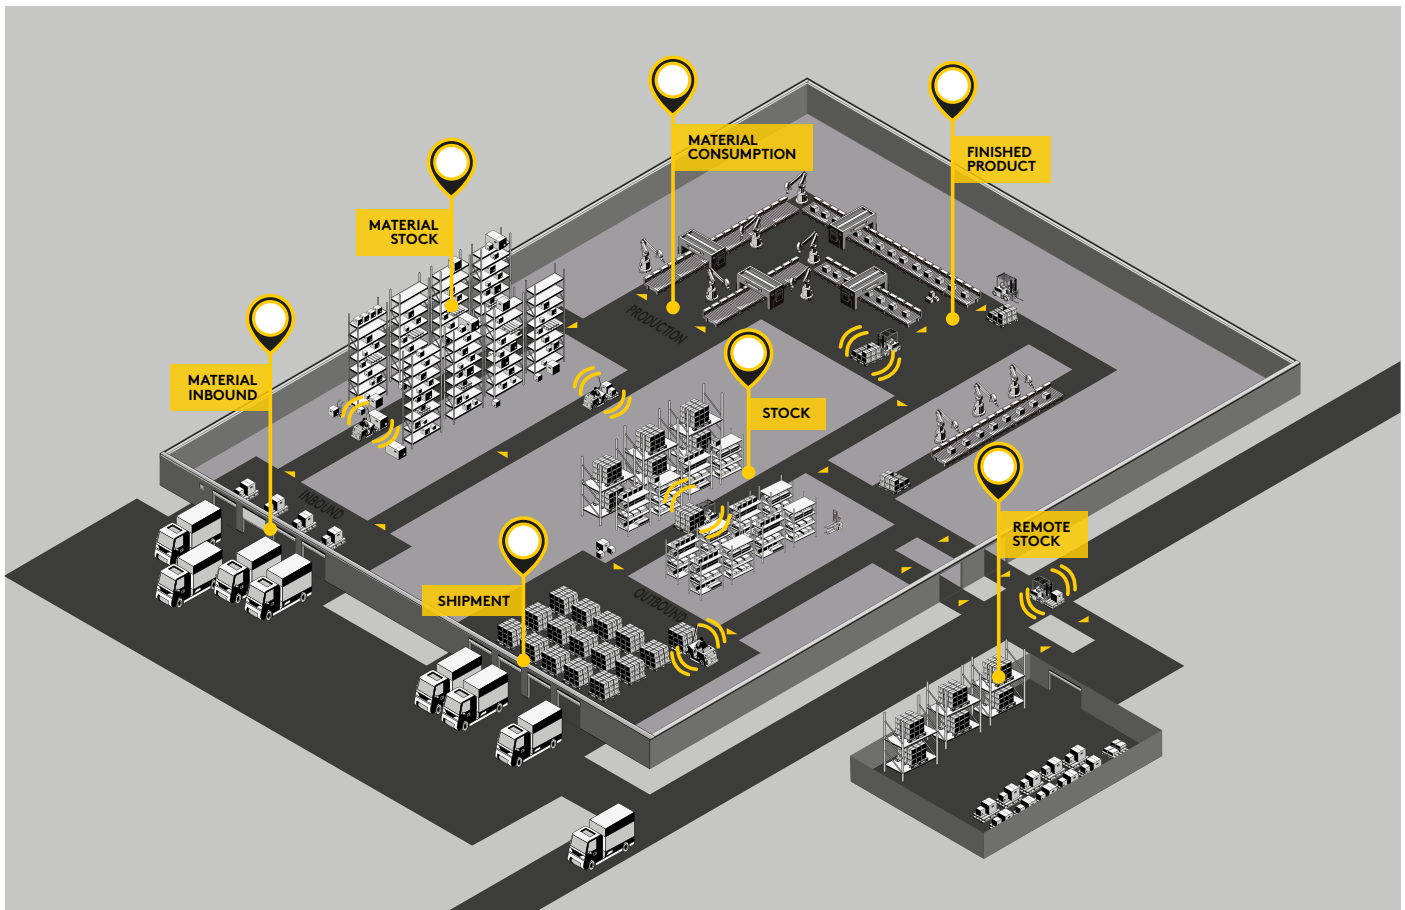 MATERIAL
CONSUMPTION
FINISHED
PRODUCT
MATERIAL
STOCK
PRODUCTION
MATERIAL
INBOUND
STOCK
INBOUND
REMOTE
STOCK
SHIPMENT
OUTBOUND